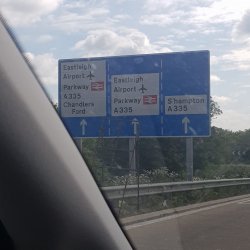 Eastleigh
Airport
Parkway
A335
Chandlers
Ford
Eastleigh
Airport
Parkway
A335
S'hampton
A335